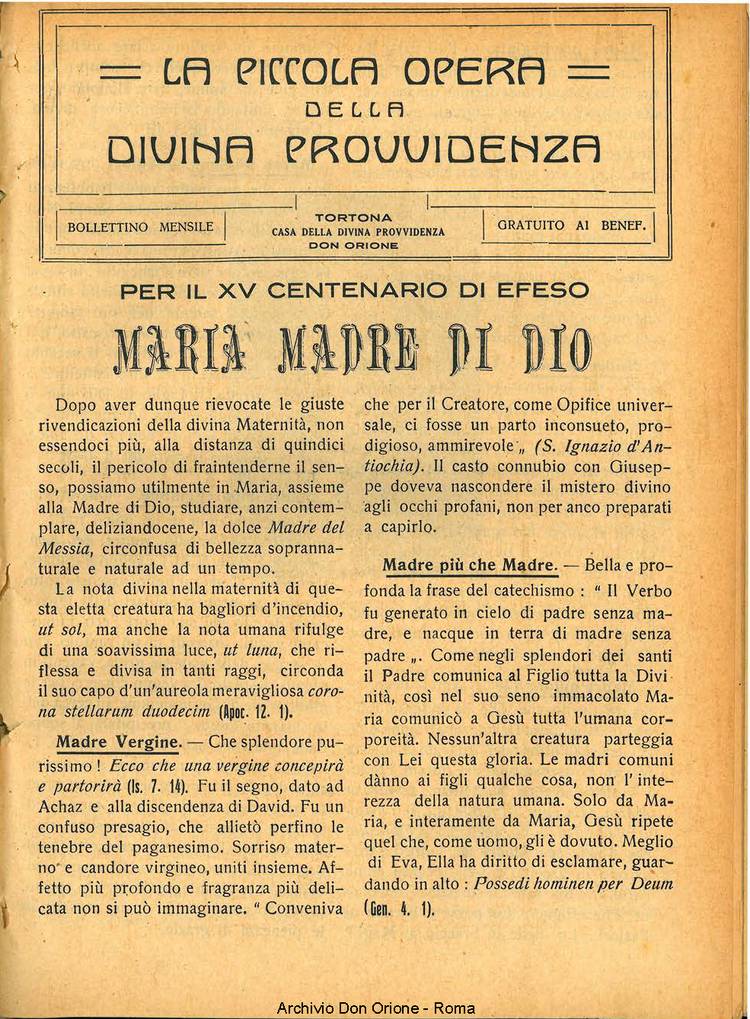 = LA PICCOLA OPERA =
DELLA
DIVINA PROVVIDENZA
BOLLETTINO MENSILE
TORTONA
CASA DELLA DIVINA PROVVIDENZA
DON ORIONE
GRATUITO AI BENEF.
PER IL XV CENTENARIO DI EFESO
MARIA MADRE DI DIO
Dopo aver dunque rievocate le giuste
rivendicazioni della divina Maternità, non
essendoci più, alla distanza di quindici
secoli, il pericolo di fraintenderne il sen-
so, possiamo utilmente in Maria, assieme
alla Madre di Dio, studiare, anzi contem-
plare, deliziandocene, la dolce Madre del
Messia, circonfusa di bellezza soprannа-
turale e naturale ad un tempo.
La nota divina nella maternità di que-
sta eletta creatura ha bagliori d'incendio,
ut sol, ma anche la nota umana rifulge
di una soavissima luce, ut luna, che ri-
flessa e divisa in tanti raggi, circonda
il suo capo d'un'aureola meravigliosa coro-
na stellarum duodecim (Apoc. 12. 1).
Madre Vergine. — Che splendore pu-
rissimo ! Ecco che una vergine concepirà
e partorirà (Is. 7. 14). Fu il segno, dato ad
Achaz e alla discendenza di David. Fu un
confuso presagio, che allietò perfino le
tenebre del paganesimo. Sorriso mater-
no e candore virgineo, uniti insieme. Af-
fetto più profondo e fragranza più deli-
cata non si può immaginare. “ Conveniva
che per il Creatore, come Opifice univer-
sale, ci fosse un parto inconsueto, pro-
digioso, ammirevole „ (S. Ignazio d'An-
tiochia). Il casto connubio con Giusep-
pe doveva nascondere il mistero divino
agli occhi profani, non per anco preparati
a capirlo.
Madre più che Madre. — Bella e pro-
fonda la frase del catechismo : “ Il Verbo
fu generato in cielo di padre senza ma-
dre, e nacque in terra di madre senza
padre „. Come negli splendori dei santi
il Padre comunica al Figlio tutta la Divi
nità, così nel suo seno immacolato Ma-
ria comunicò a Gesù tutta l'umana cor-
poreità. Nessun'altra creatura parteggia
con Lei questa gloria. Le madri comuni
dànno ai figli qualche cosa, non l' inte-
rezza della natura umana. Solo da Ma-
ria, e interamente da Maria, Gesù ripete
quel che, come uomo, gli è dovuto. Meglio
di Eva, Ella ha diritto di esclamare, guar-
dando in alto : Possedi hominen per Deum
(Gen. 4. 1).
Archivio Don Orione - Roma